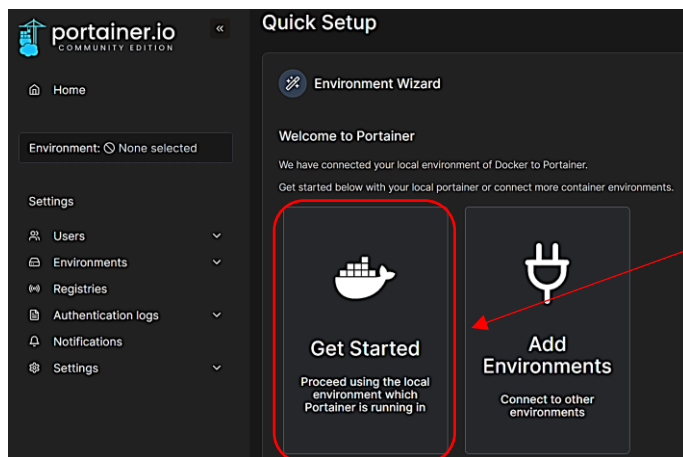 portainer.io
COMMUNITY EDITION
«
Home
Environment: None selected
Settings
Users
Environments
Registries
Authentication logs
Notifications
Settings
Quick Setup
Environment Wizard
Welcome to Portainer
We have connected your local environment of Docker to Portainer.
Get started below with your local portainer or connect more container environments.
Get Started
Proceed using the local
environment which
Portainer is running in
Add
Environments
Connect to other
environments